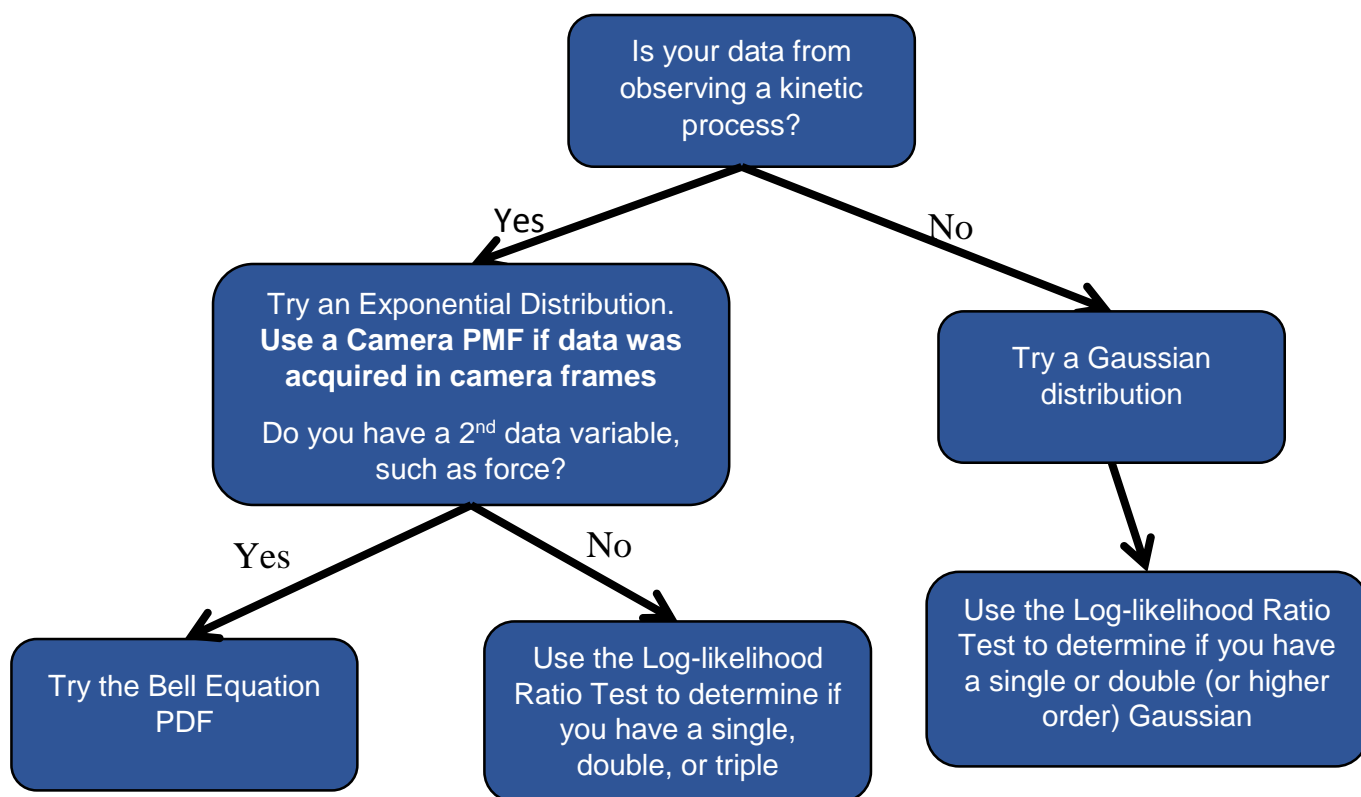 Is your data from
observing a kinetic
process?
Yes
No
Try an Exponential Distribution.
Use a Camera PMF if data was
acquired in camera frames
Do you have a 2nd data variable,
such as force?
Try a Gaussian
distribution
Yes
No
Try the Bell Equation
PDF
Use the Log-likelihood
Ratio Test to determine if
you have a single,
double, or triple
Use the Log-likelihood Ratio
Test to determine if you have
a single or double (or higher
order) Gaussian